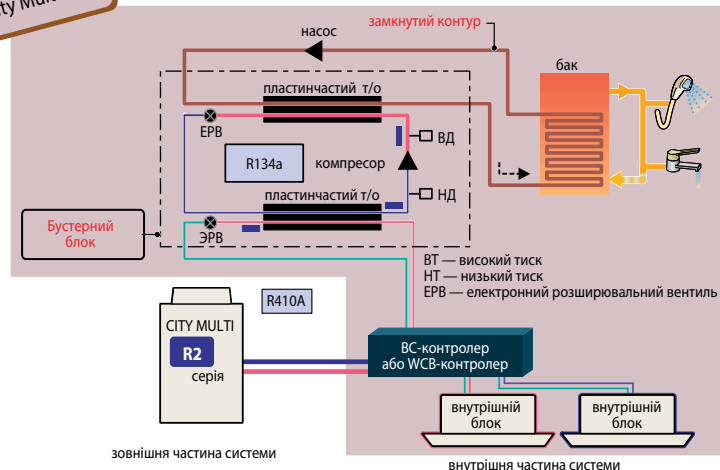 City Multi
насос
замкнутий контур
бак
пластинчастий т/о
ЕРВ
R134a
компресор
ВД
НД
пластинчастий т/о
ЭРВ
Бустерний
блок
ВТ — високий тиск
НТ — низький тиск
ЕРВ — електронний розширювальний вентиль
R410A
CITY MULTI
R2
серія
ВС-контролер
або WCB-контролер
внутрішній
блок
внутрішній
блок
зовнішня частина системи
внутрішня частина системи